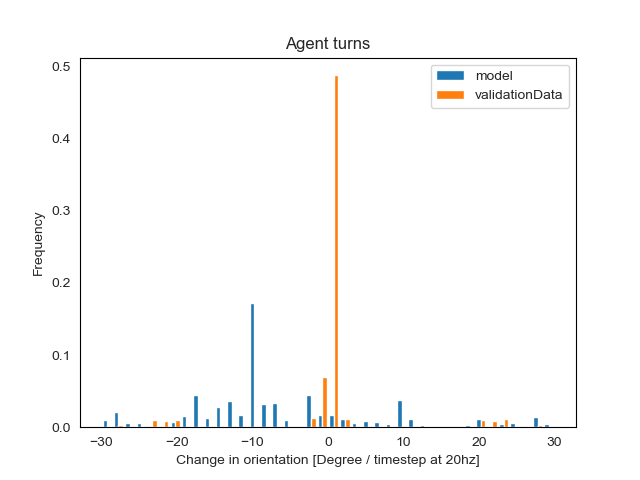 Agent turns
model
validationData
0.5
0.4
0.3
0.2
0.1
0.0
Frequency
−30 −20 −10 0 10 20 30
Change in orientation [Degree / timestep at 20hz]